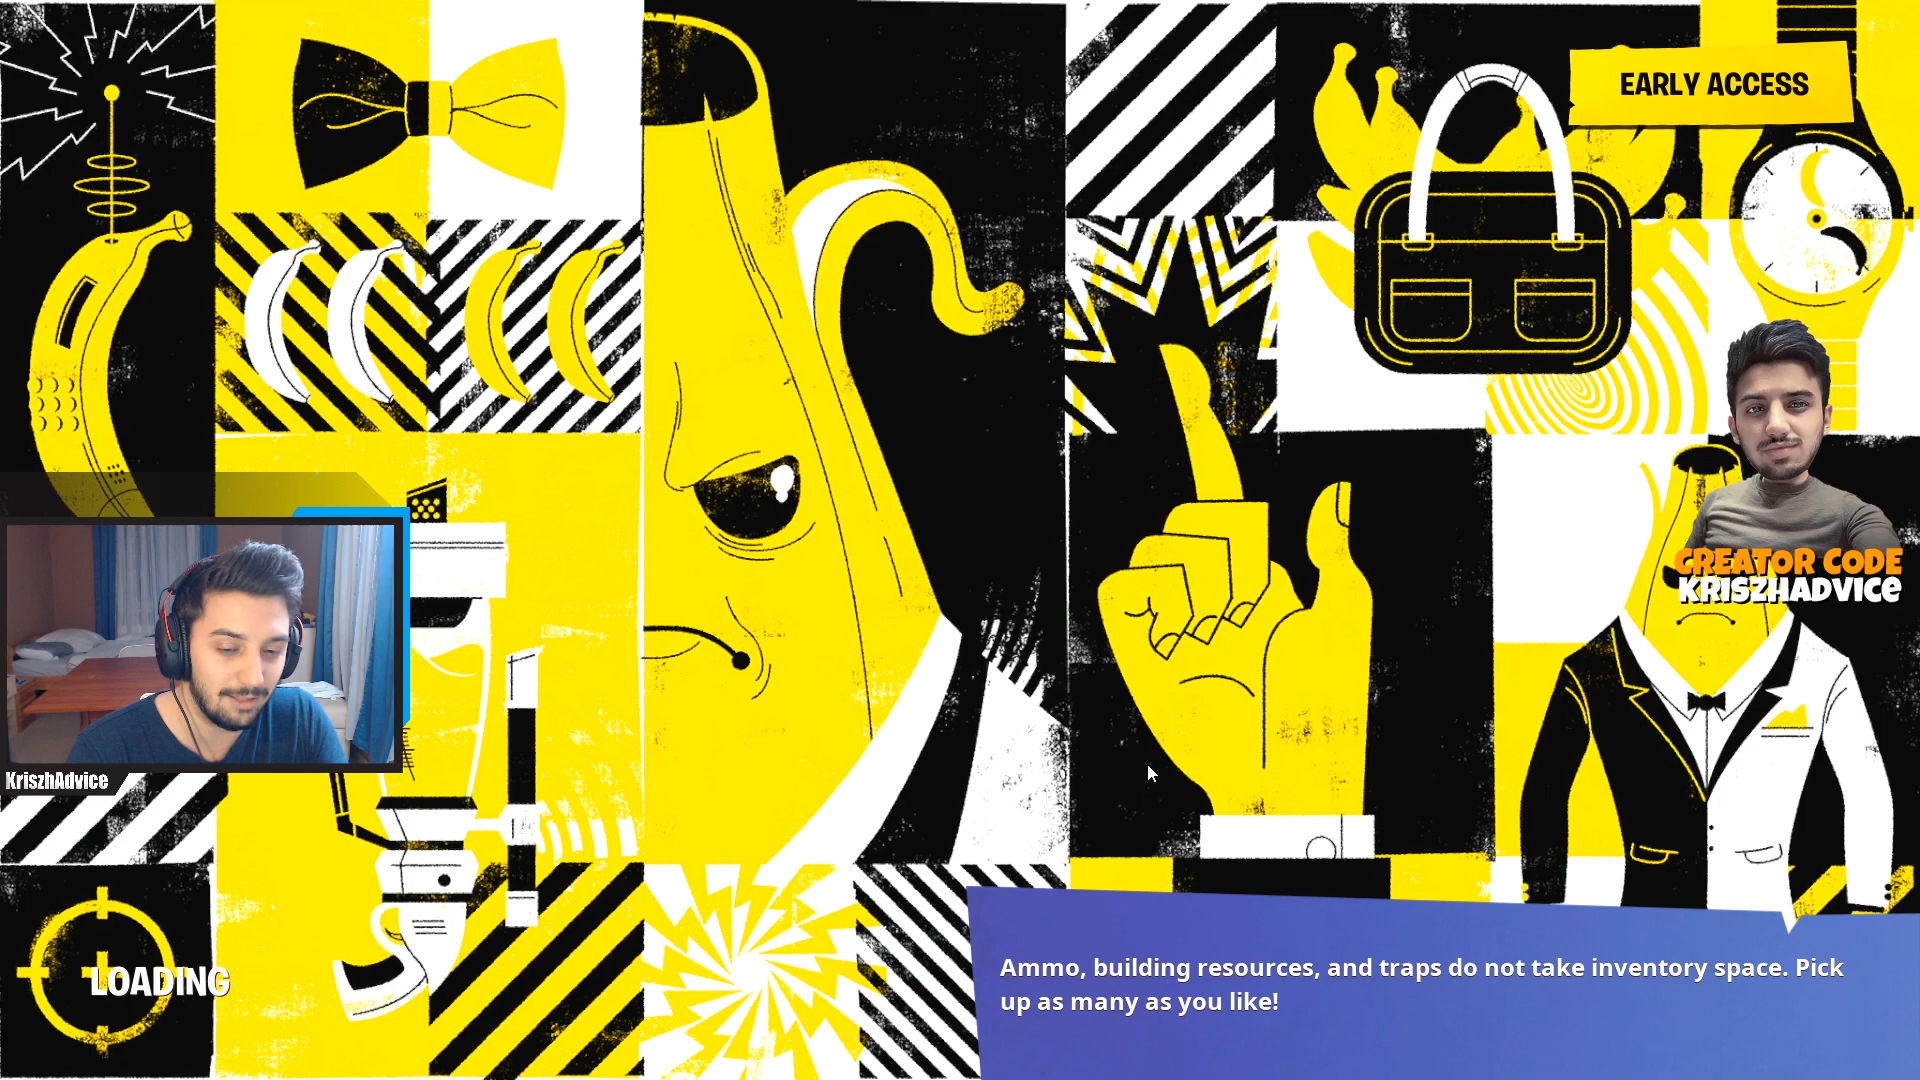 EARLY ACCESS
CREATOR CODE
KRISZHADVICE
KriszhAdvice
LOADING
Ammo, building resources, and traps do not take inventory space. Pick
up as many as you like!